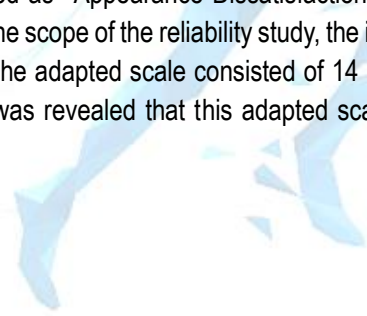 ed as "Appearance Dissatisfaction
he scope of the reliability study, the i
he adapted scale consisted of 14
was revealed that this adapted sca